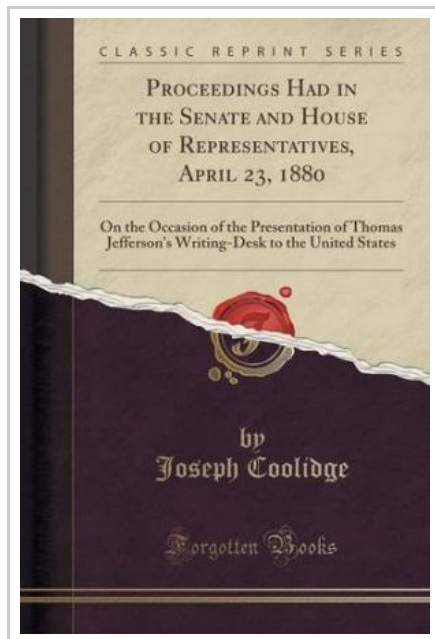 CLASSIC REPRINT SERIES
PROCEEDINGS HAD IN
THE SENATE AND HOUSE
OF REPRESENTATIVES,
APRIL 23, 1880
On the Occasion of the Presentation of Thomas
Jefferson's Writing-Desk to the United States
by
Joseph Coolidge
Forgotten Books